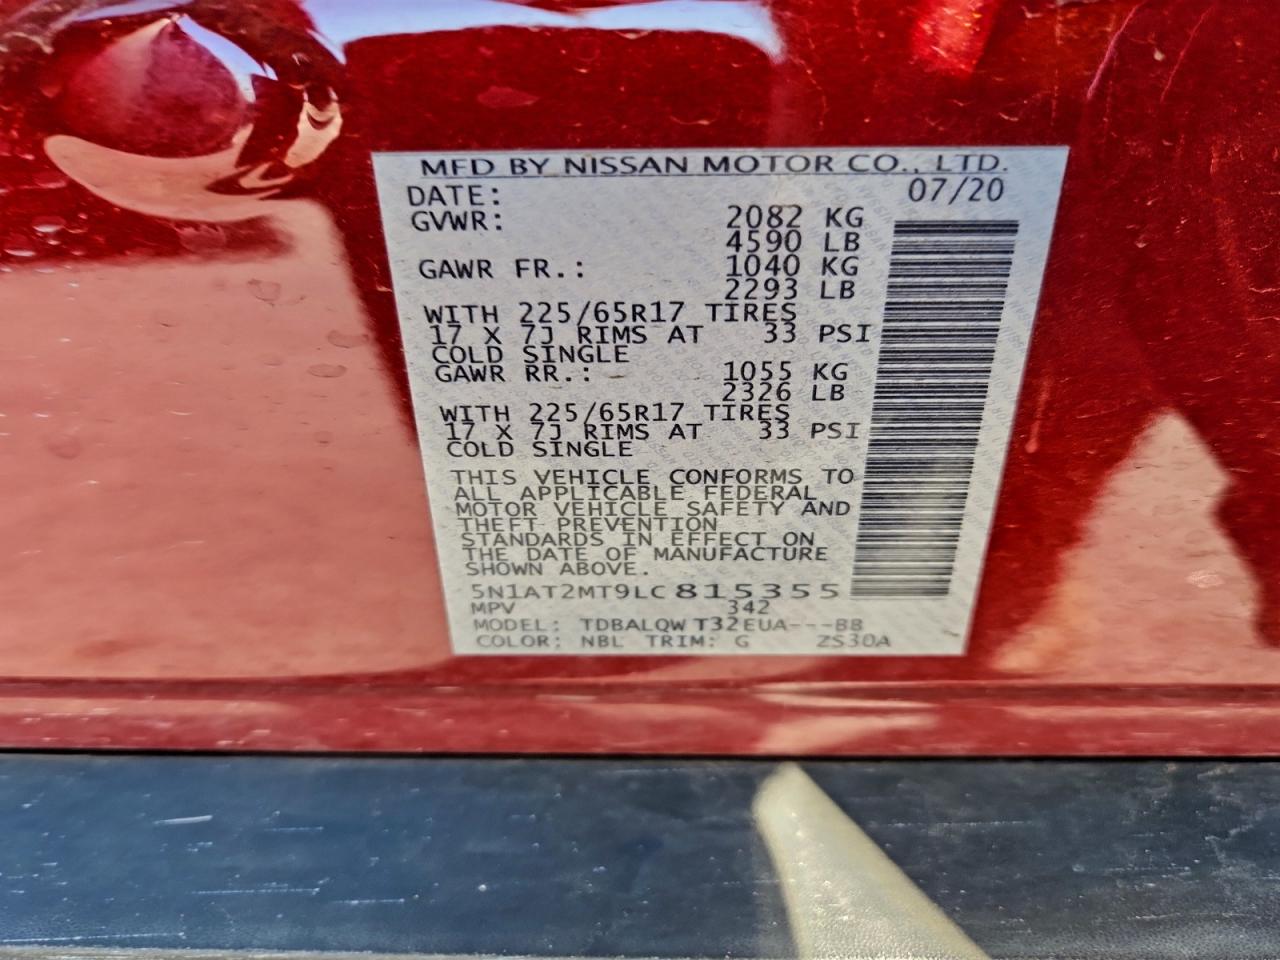 MFD BY NISSAN MOTOR CO., LTD.
DATE: 07/20
GVWR: 2082 KG
4590 LB
GAWR FR.: 1040 KG
2293 LB
WITH 225/65R17 TIRES
17 X 7J RIMS AT 33 PSI
COLD SINGLE
GAWR RR.: 1055 KG
2326 LB
WITH 225/65R17 TIRES
17 X 7J RIMS AT 33 PSI
COLD SINGLE
THIS VEHICLE CONFORMS TO
ALL APPLICABLE FEDERAL
MOTOR VEHICLE SAFETY AND
THEFT PREVENTION
STANDARDS IN EFFECT ON
THE DATE OF MANUFACTURE
SHOWN ABOVE.
5N1AT2MT9LC815355
MPV 342
MODEL: TDBALQWT32EUA---BB
COLOR: NBL TRIM: G ZS30A